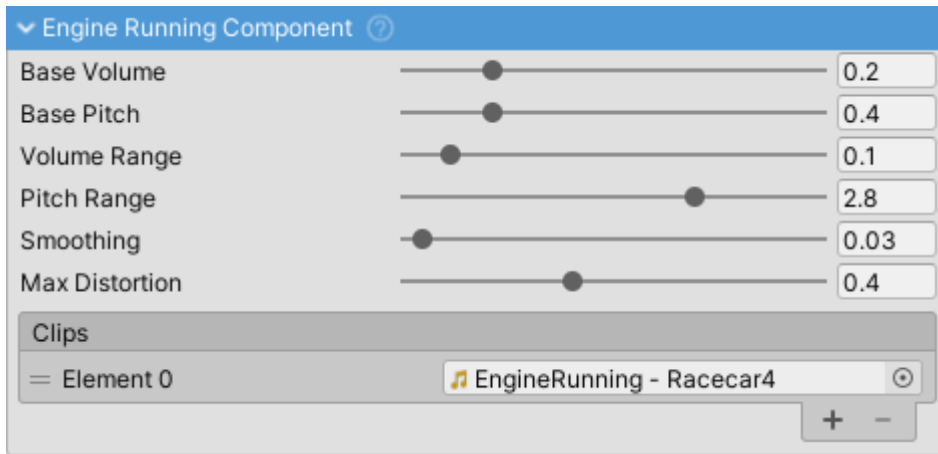 Engine Running Component ?
Base Volume 0.2
Base Pitch 0.4
Volume Range 0.1
Pitch Range 2.8
Smoothing 0.03
Max Distortion 0.4
Clips
= Element 0 EngineRunning - Racecar4
+ −